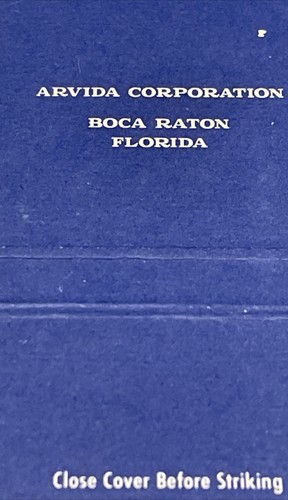 ARVIDA CORPORATION
BOCA RATON
FLORIDA
Close Cover Before Striking